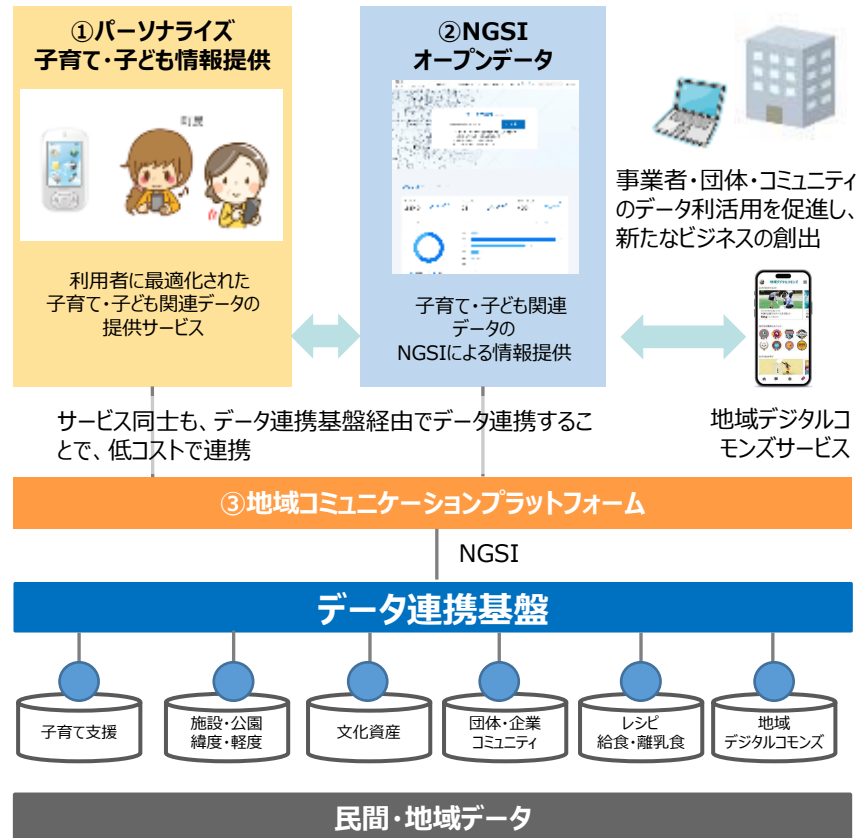 ①パーソナライズ
子育て・子ども情報提供
町民
利用者に最適化された
子育て・子ども関連データの
提供サービス
②NGSI
オープンデータ
子育て・子ども関連
データの
NGSIによる情報提供
事業者・団体・コミュニティ
のデータ利活用を促進し、
新たなビジネスの創出
地域デジタルコ
モンズサービス
サービス同士も、データ連携基盤経由でデータ連携するこ
とで、低コストで連携
③地域コミュニケーションプラットフォーム
NGSI
データ連携基盤
子育て支援
施設・公園
緯度・軽度
文化資産
団体・企業
コミュニティ
レシピ
給食・離乳食
地域
デジタルコモンズ
民間・地域データ